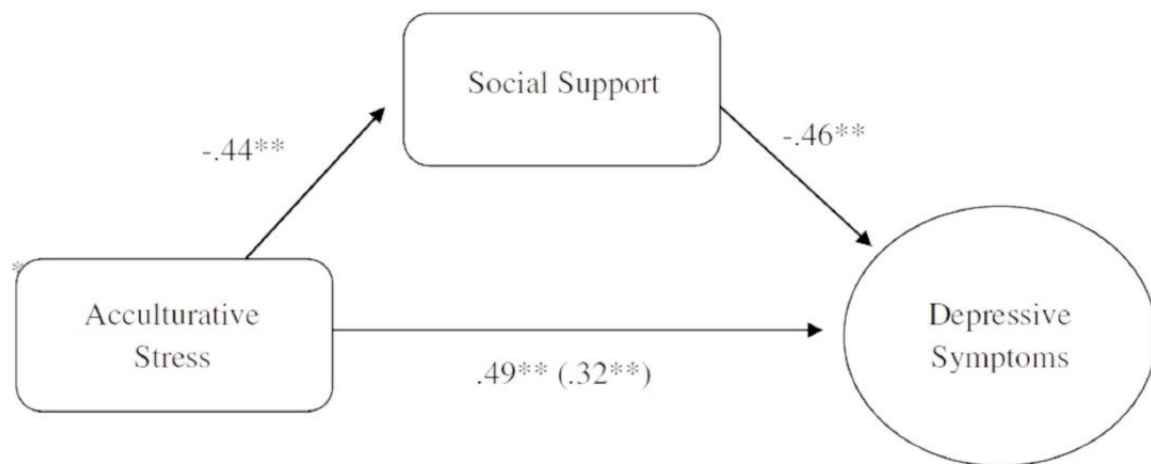 Social Support
-.44**
-.46**
*
Acculturative
Stress
Depressive
Symptoms
.49** (.32**)